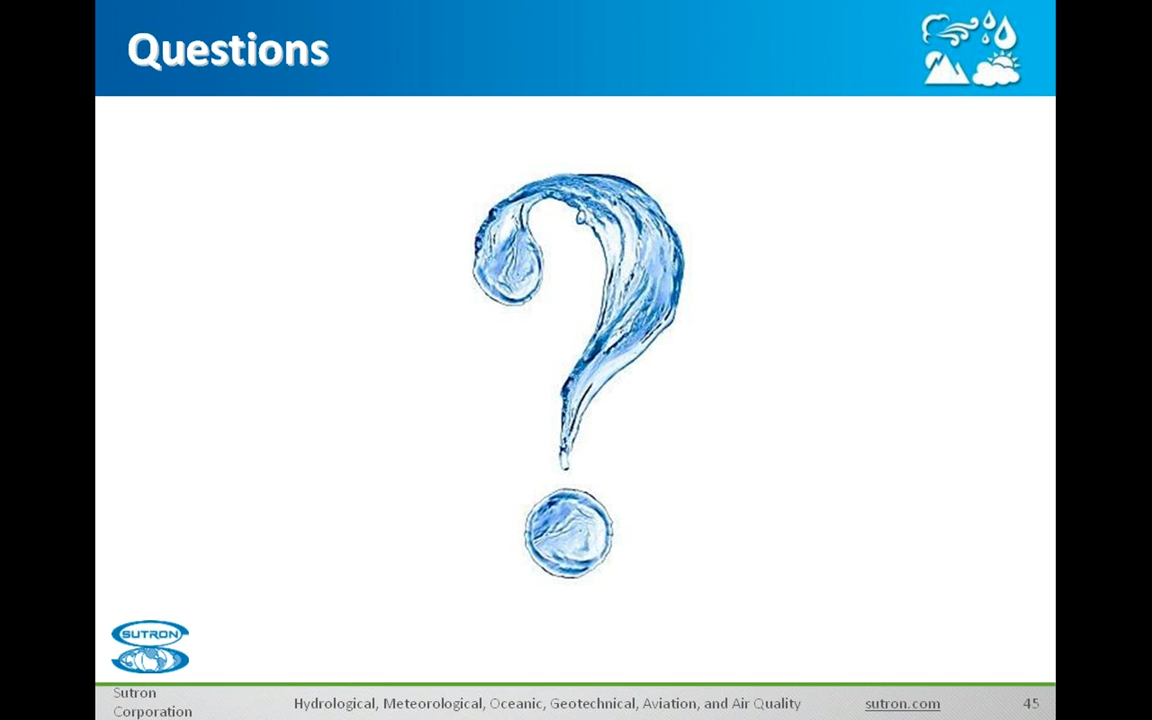 Questions
SUTRON
Sutron
Corporation
Hydrological, Meteorological, Oceanic, Geotechnical, Aviation, and Air Quality
sutron.com
45